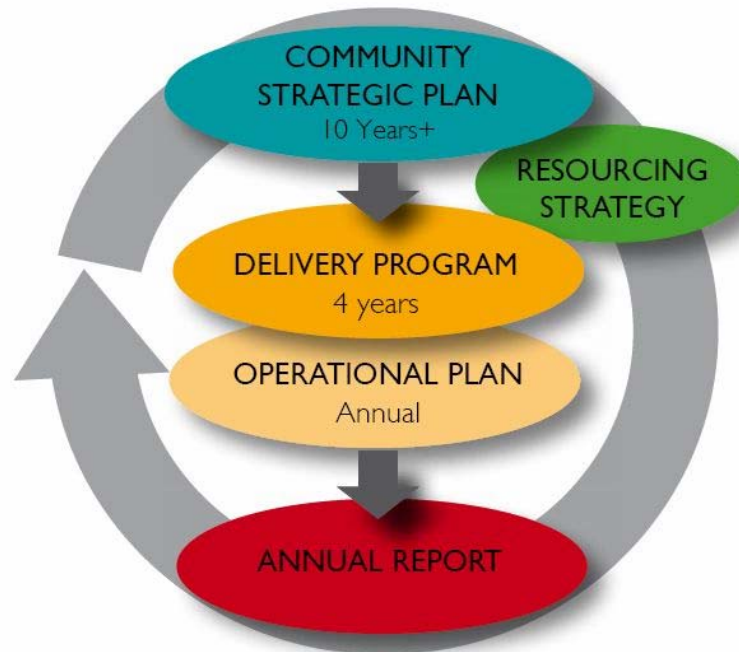 COMMUNITY
STRATEGIC PLAN
10 Years+
RESOURCING
STRATEGY
DELIVERY PROGRAM
4 years
OPERATIONAL PLAN
Annual
ANNUAL REPORT